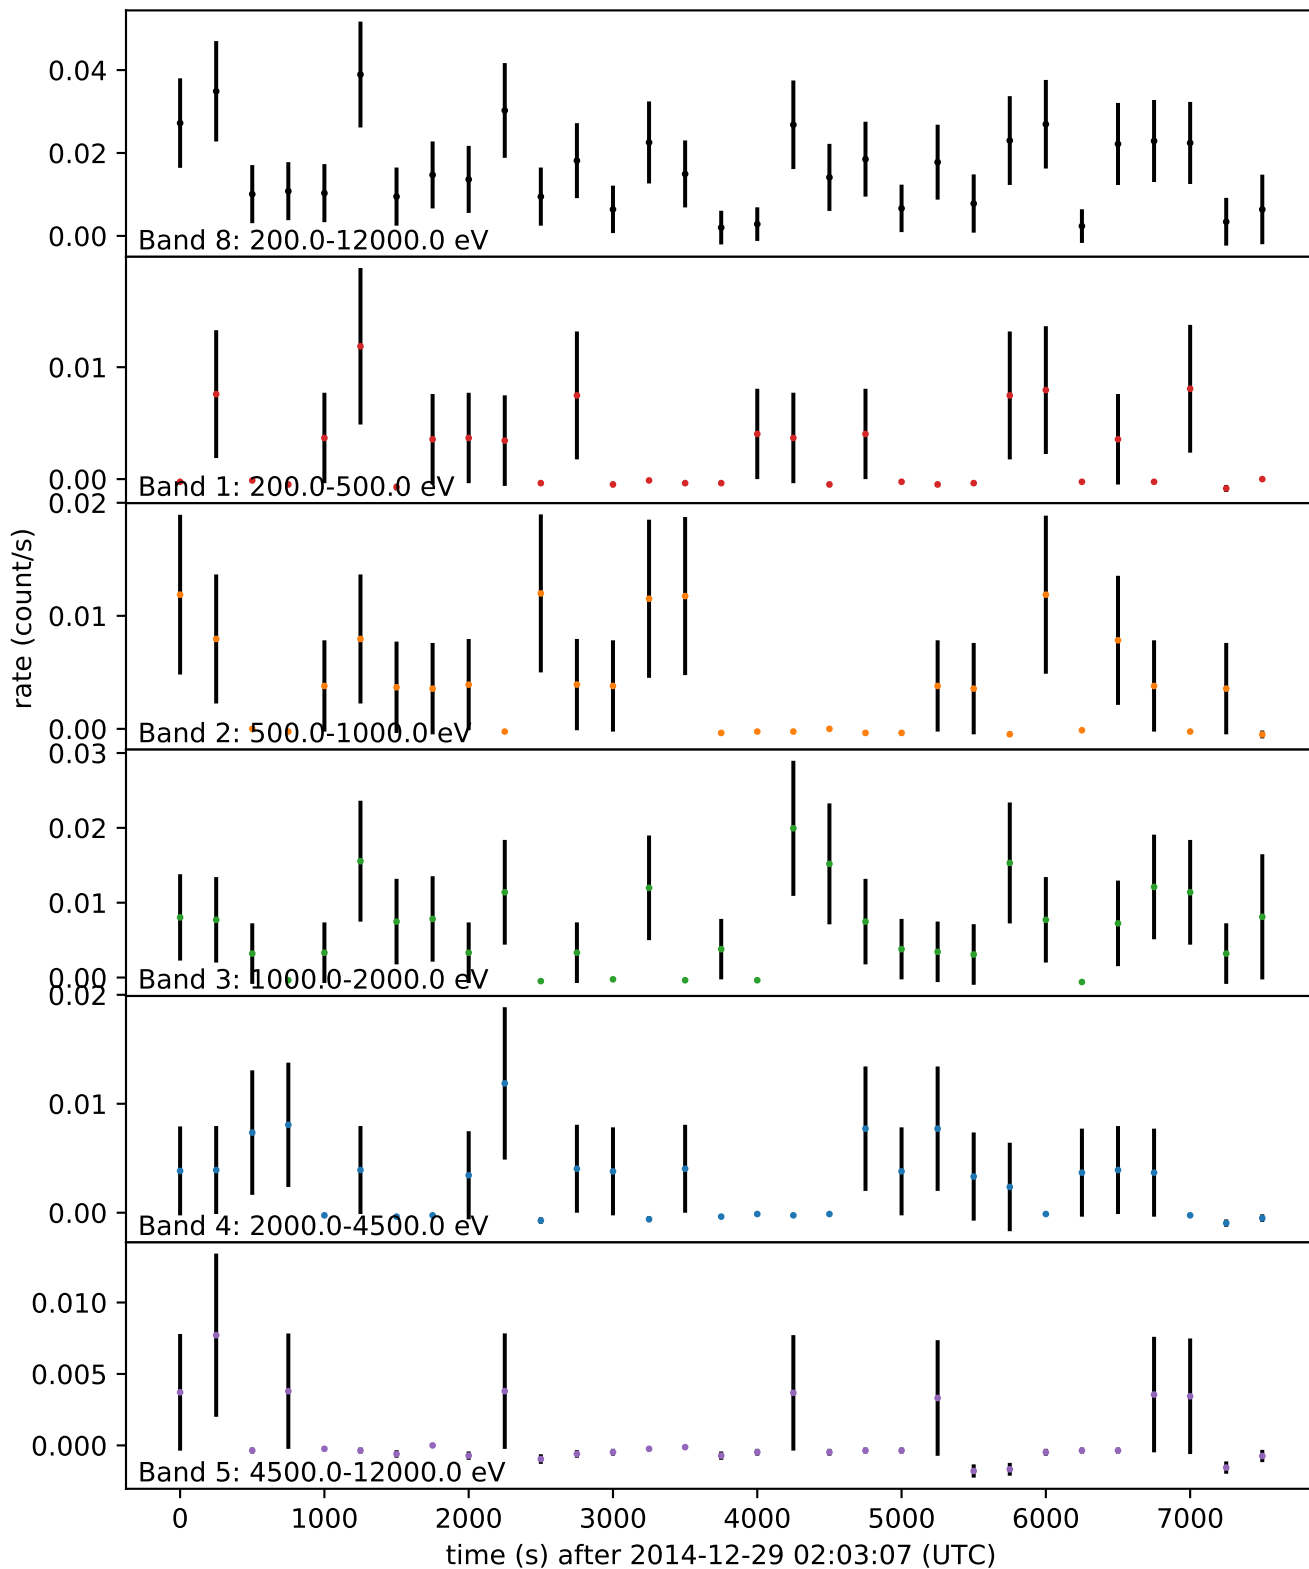 0.04
0.02
0.00
Band 8: 200.0-12000.0 eV
0.01
0.00
Band 1: 200.0-500.0 eV
rate (count/s)
0.02
0.01
0.00
Band 2: 500.0-1000.0 eV
0.03
0.02
0.01
0.00
Band 3: 1000.0-2000.0 eV
0.02
0.01
0.00
Band 4: 2000.0-4500.0 eV
0.010
0.005
0.000
Band 5: 4500.0-12000.0 eV
0 1000 2000 3000 4000 5000 6000 7000
time (s) after 2014-12-29 02:03:07 (UTC)